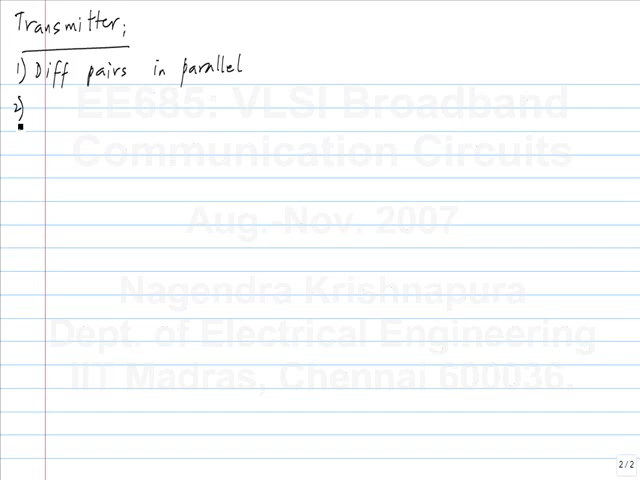 Transmitter;
1) Diff pairs in parallel
2)
EE685: VLSI Broadband
Communication Circuits
Aug.-Nov. 2007
Nagendra Krishnapura
Dept. of Electrical Engineering
IIT Madras, Chennai 600036.
2/2